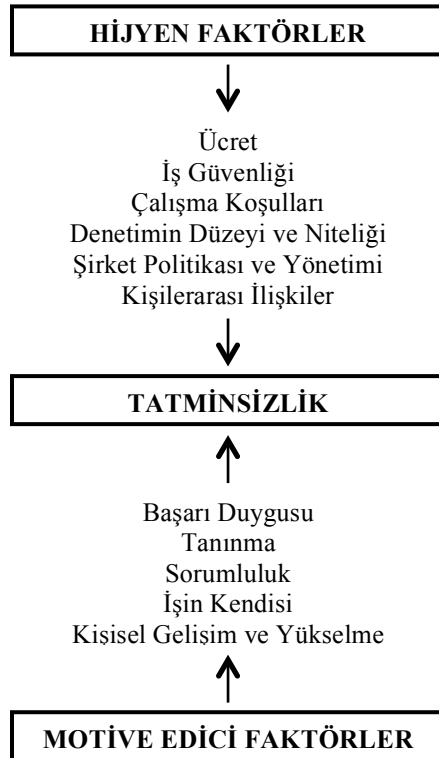 HİJYEN FAKTÖRLER
Ücret
İş Güvenliği
Çalışma Koşulları
Denetimin Düzeyi ve Niteliği
Şirket Politikası ve Yönetimi
Kişilerarası İlişkiler
TATMİNSİZLİK
Başarı Duygusu
Tanınma
Sorumluluk
İşin Kendisi
Kişisel Gelişim ve Yükselme
MOTİVE EDİCİ FAKTÖRLER